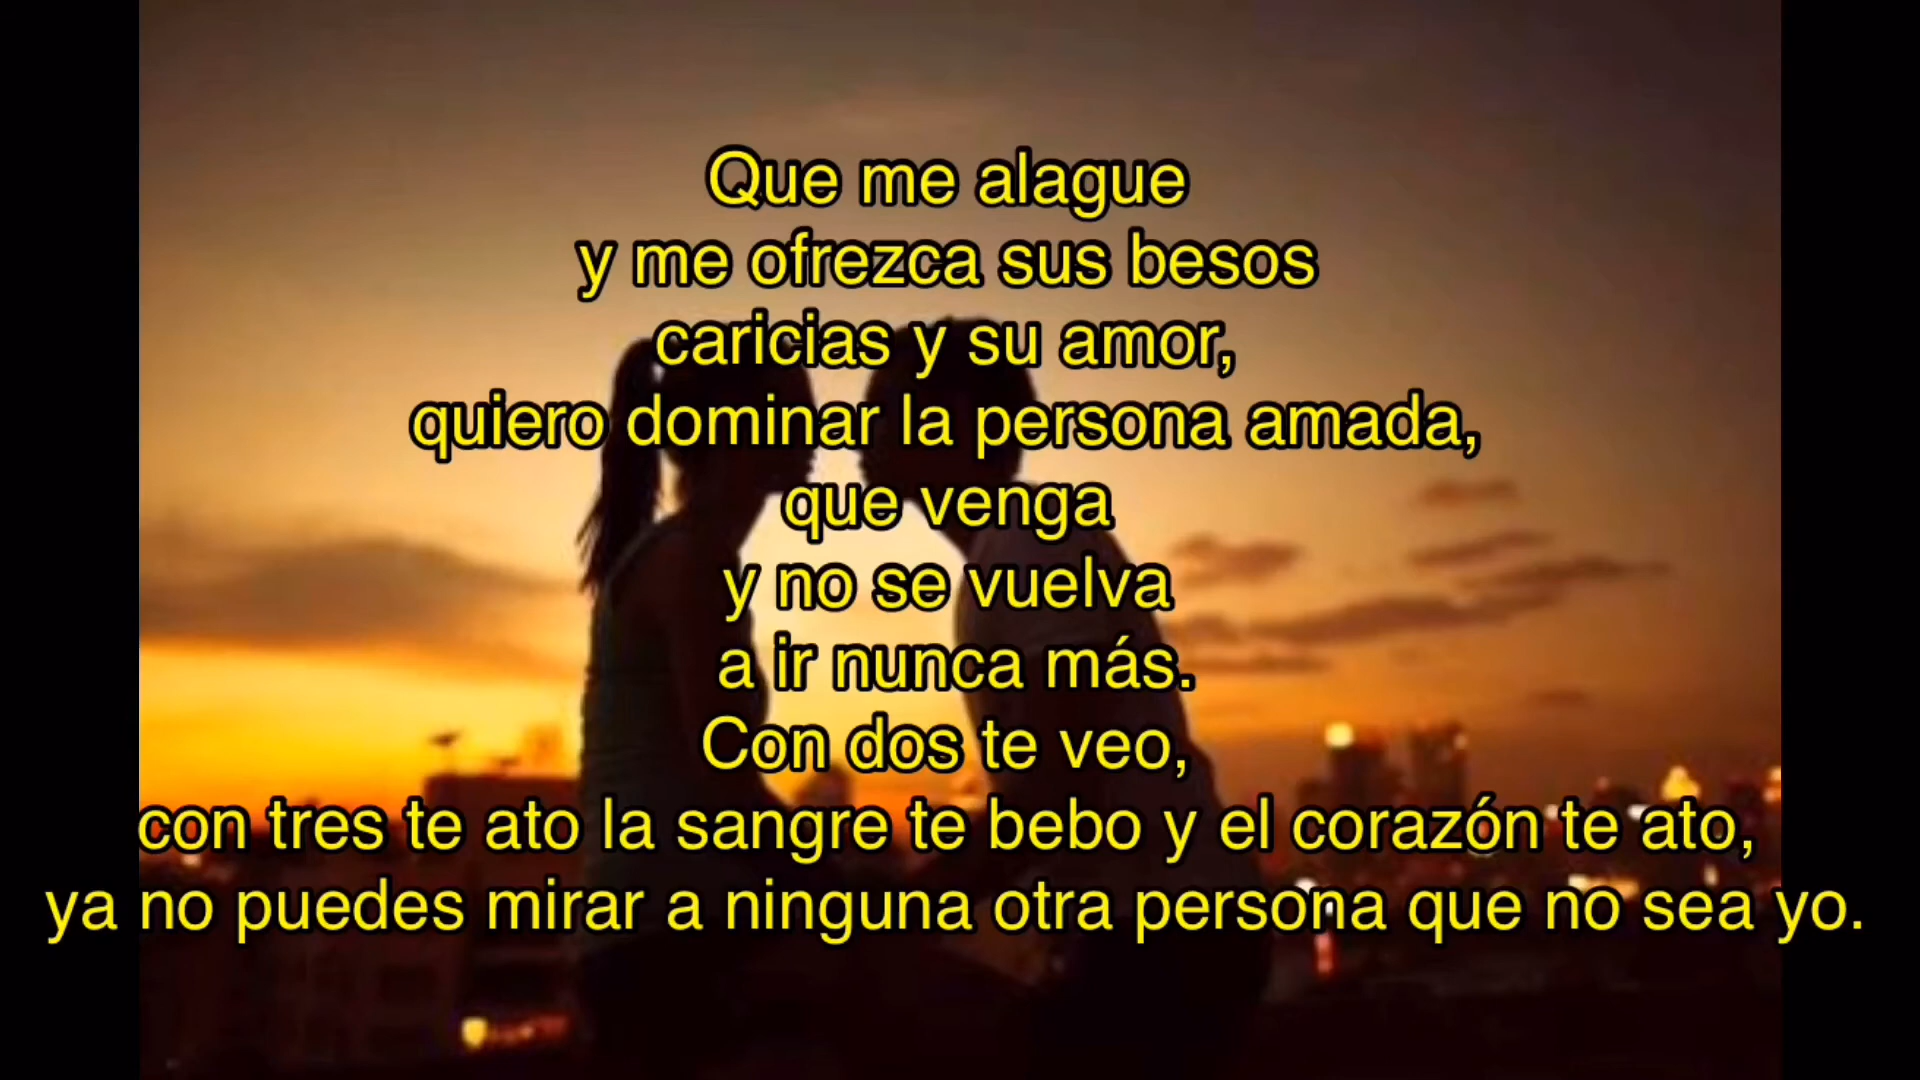 Que me alague
y me ofrezca sus besos
caricias y su amor,
quiero dominar la persona amada,
que venga
y no se vuelva
a ir nunca más.
Con dos te veo,
con tres te ato la sangre te bebo y el corazón te ato,
ya no puedes mirar a ninguna otra persona que no sea yo.